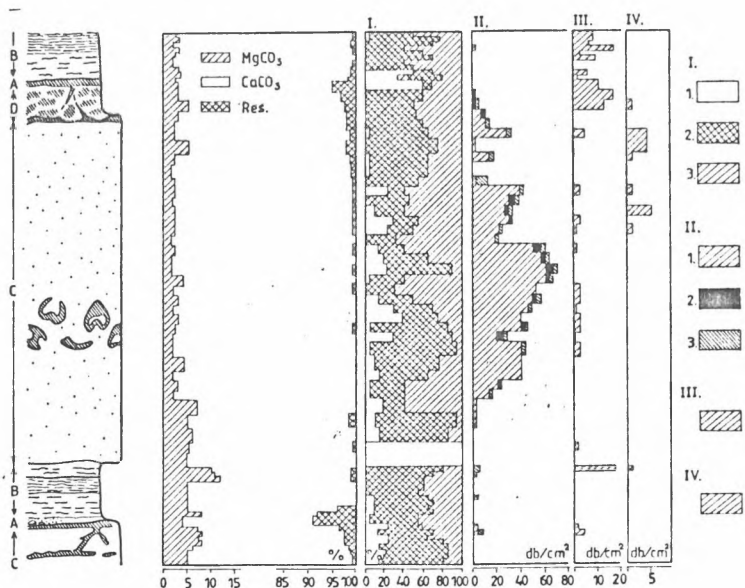 I.
II.
III.
IV.
MgCO₃
CaCO₃
Res.
B
A
D
C
B
A
C
I.
1.
2.
3.
II.
1.
2.
3.
III.
IV.
%
%
db/cm²
db/cm²
db/cm²
0 5 10 15 85 95 100
0 20 40 60 80 100
0 20 40 60 80
0 20
0 5